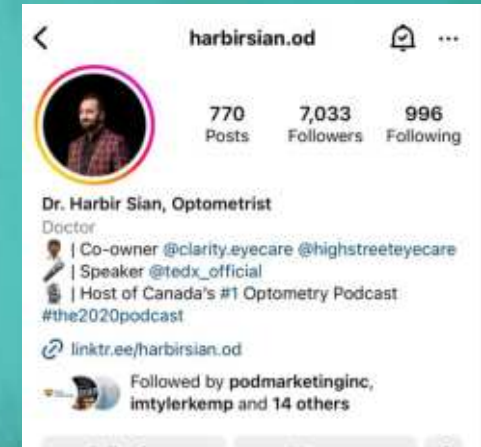 harbirsian.od
770 7,033 996
Posts Followers Following
Dr. Harbir Sian, Optometrist
Doctor
| Co-owner @clarity.eyecare @highstreeteyecare
| Speaker @tedx_official
| Host of Canada's #1 Optometry Podcast
#the2020podcast
linktr.ee/harbirsian.od
Followed by podmarketinginc,
imtylerkemp and 14 others